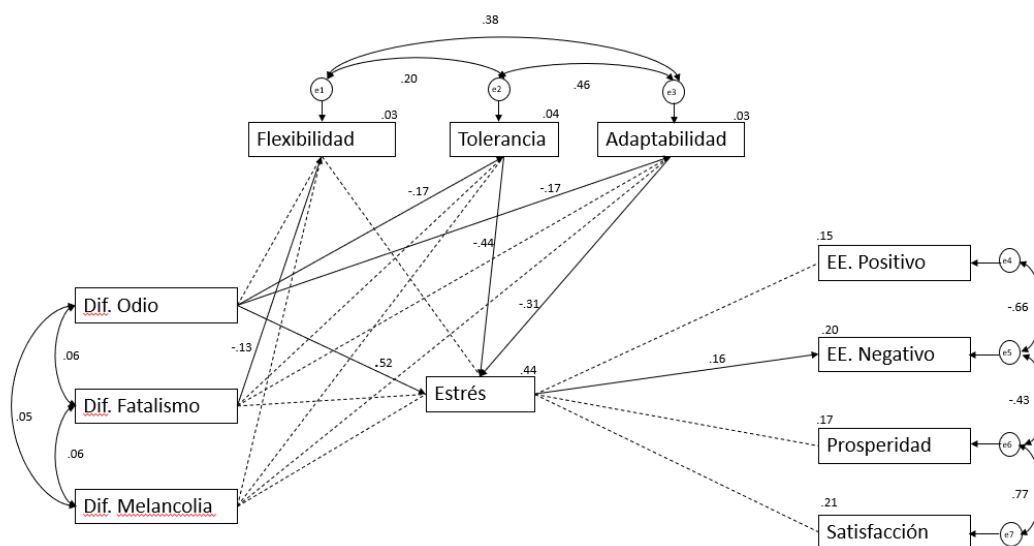 .38
.20
.46
e1
e2
e3
.03
.04
.03
Flexibilidad
Tolerancia
Adaptabilidad
-.17
-.17
-.44
-.31
.15
EE. Positivo
e4
-.66
Dif. Odio
.06
-.13
.52
.44
.16
.20
EE. Negativo
e5
-.43
Dif. Fatalismo
Estrés
.05
.06
.17
Prosperidad
e6
.77
Dif. Melancolia
.21
Satisfacción
e7